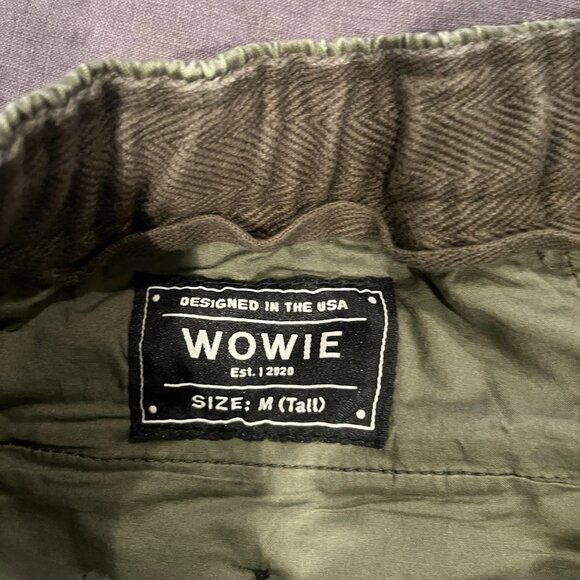 DESIGNED IN THE USA
WOWIE
Est. | 2020
SIZE: M (Tall)